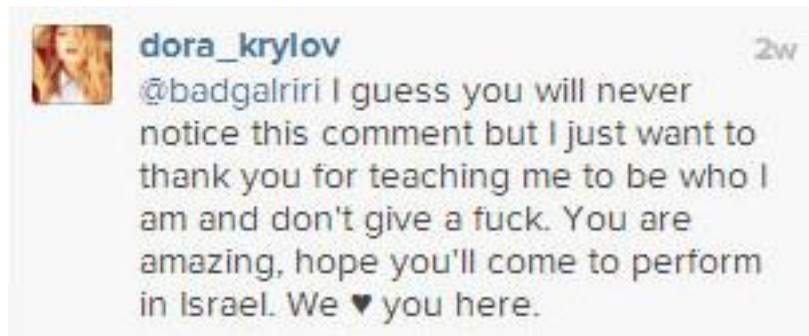 dora_krylov 2w
@badgalriri I guess you will never
notice this comment but I just want to
thank you for teaching me to be who I
am and don't give a fuck. You are
amazing, hope you'll come to perform
in Israel. We ♥ you here.